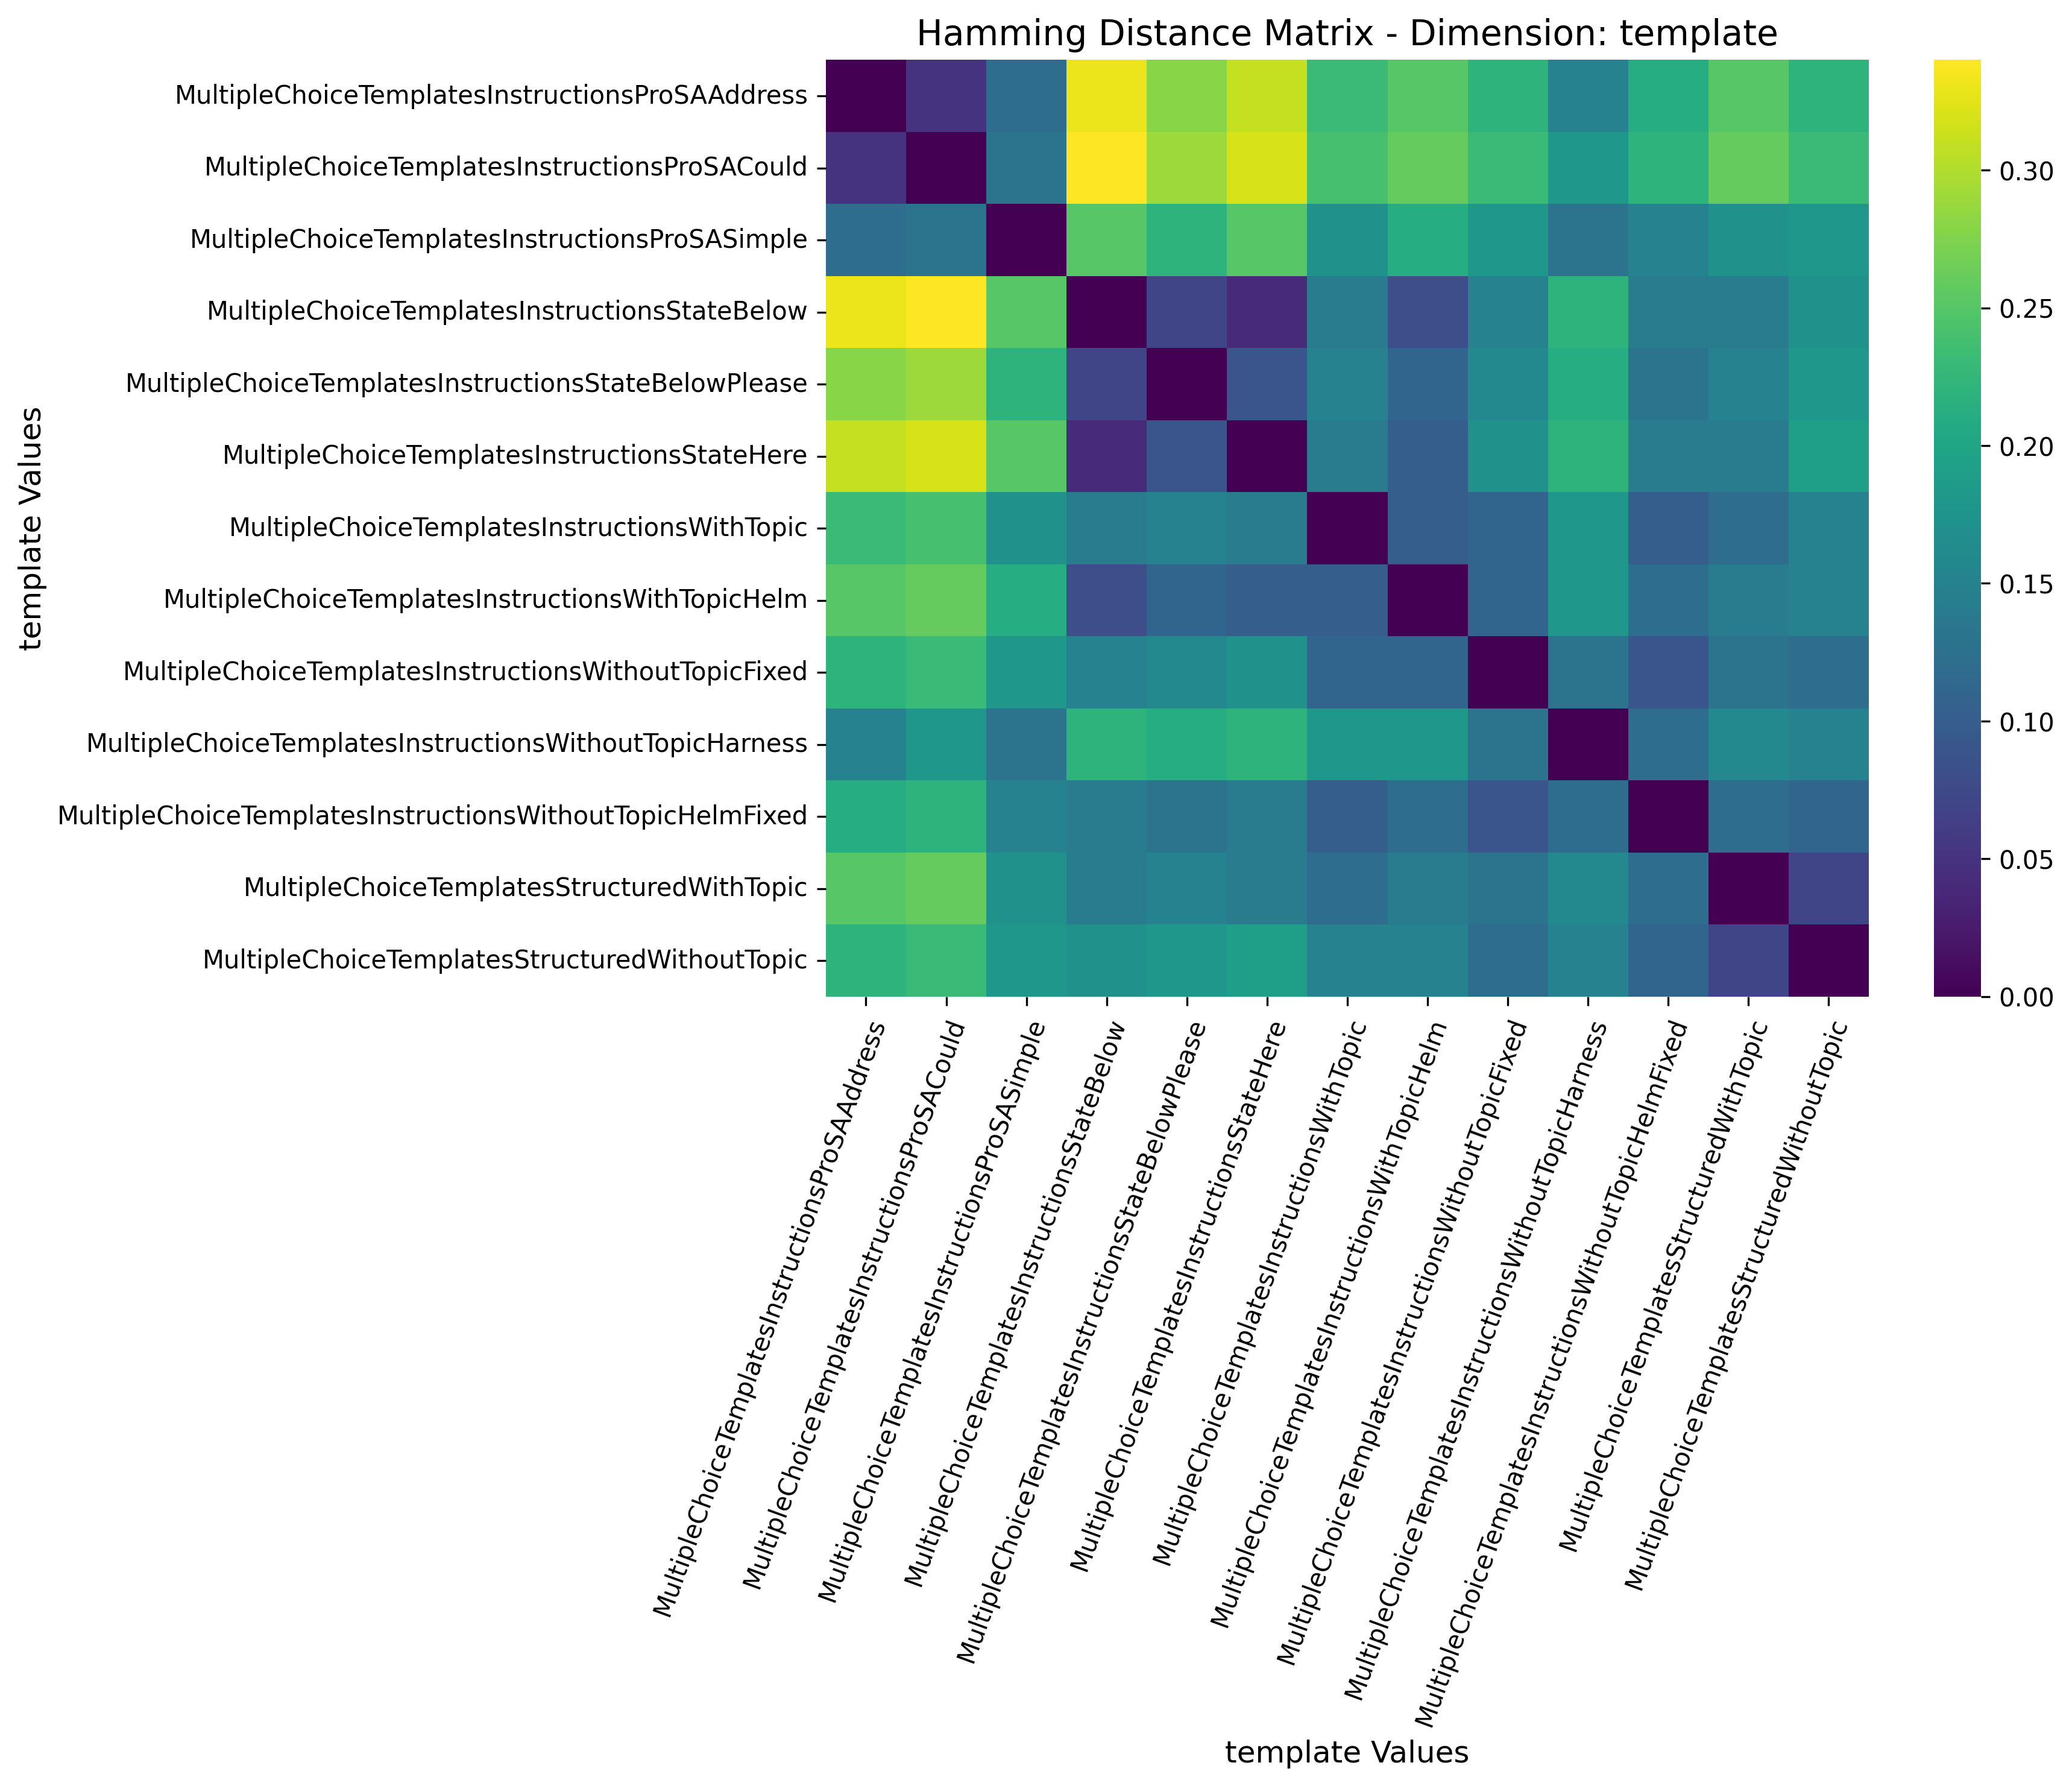 Hamming Distance Matrix - Dimension: template
template Values
MultipleChoiceTemplatesInstructionsProSAAddress
MultipleChoiceTemplatesInstructionsProSACould
MultipleChoiceTemplatesInstructionsProSASimple
MultipleChoiceTemplatesInstructionsStateBelow
MultipleChoiceTemplatesInstructionsStateBelowPlease
MultipleChoiceTemplatesInstructionsStateHere
MultipleChoiceTemplatesInstructionsWithTopic
MultipleChoiceTemplatesInstructionsWithTopicHelm
MultipleChoiceTemplatesInstructionsWithoutTopicFixed
MultipleChoiceTemplatesInstructionsWithoutTopicHarness
MultipleChoiceTemplatesInstructionsWithoutTopicHelmFixed
MultipleChoiceTemplatesStructuredWithTopic
MultipleChoiceTemplatesStructuredWithoutTopic
0.30
0.25
0.20
0.15
0.10
0.05
0.00
MultipleChoiceTemplatesInstructionsProSAAddress
MultipleChoiceTemplatesInstructionsProSACould
MultipleChoiceTemplatesInstructionsProSASimple
MultipleChoiceTemplatesInstructionsStateBelow
MultipleChoiceTemplatesInstructionsStateBelowPlease
MultipleChoiceTemplatesInstructionsStateHere
MultipleChoiceTemplatesInstructionsWithTopic
MultipleChoiceTemplatesInstructionsWithTopicHelm
MultipleChoiceTemplatesInstructionsWithoutTopicFixed
MultipleChoiceTemplatesInstructionsWithoutTopicHarness
MultipleChoiceTemplatesInstructionsWithoutTopicHelmFixed
MultipleChoiceTemplatesStructuredWithTopic
MultipleChoiceTemplatesStructuredWithoutTopic
template Values